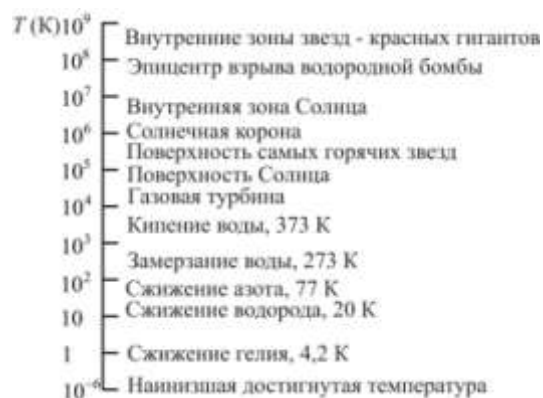 T (К)10⁹
Внутренние зоны звезд - красных гигантов
10⁸
Эпицентр взрыва водородной бомбы
10⁷
Внутренняя зона Солнца
10⁶
Солнечная корона
Поверхность самых горячих звезд
10⁵
Поверхность Солнца
Газовая турбина
10⁴
Кипение воды, 373 К
10³
Замерзание воды, 273 К
10²
Сжижение азота, 77 К
Сжижение водорода, 20 К
10
1
Сжижение гелия, 4,2 К
10⁻⁶
Наинизшая достигнутая температура